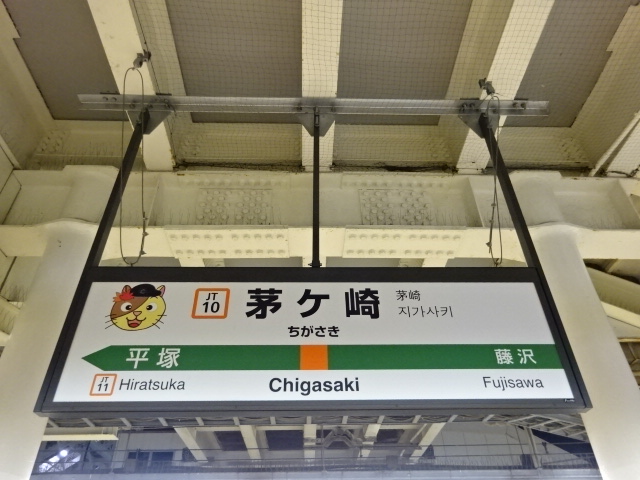 JT
10
茅ケ崎
茅崎
지가사키
ちがさき
平塚
藤沢
JT
11
Hiratsuka
Chigasaki
Fujisawa